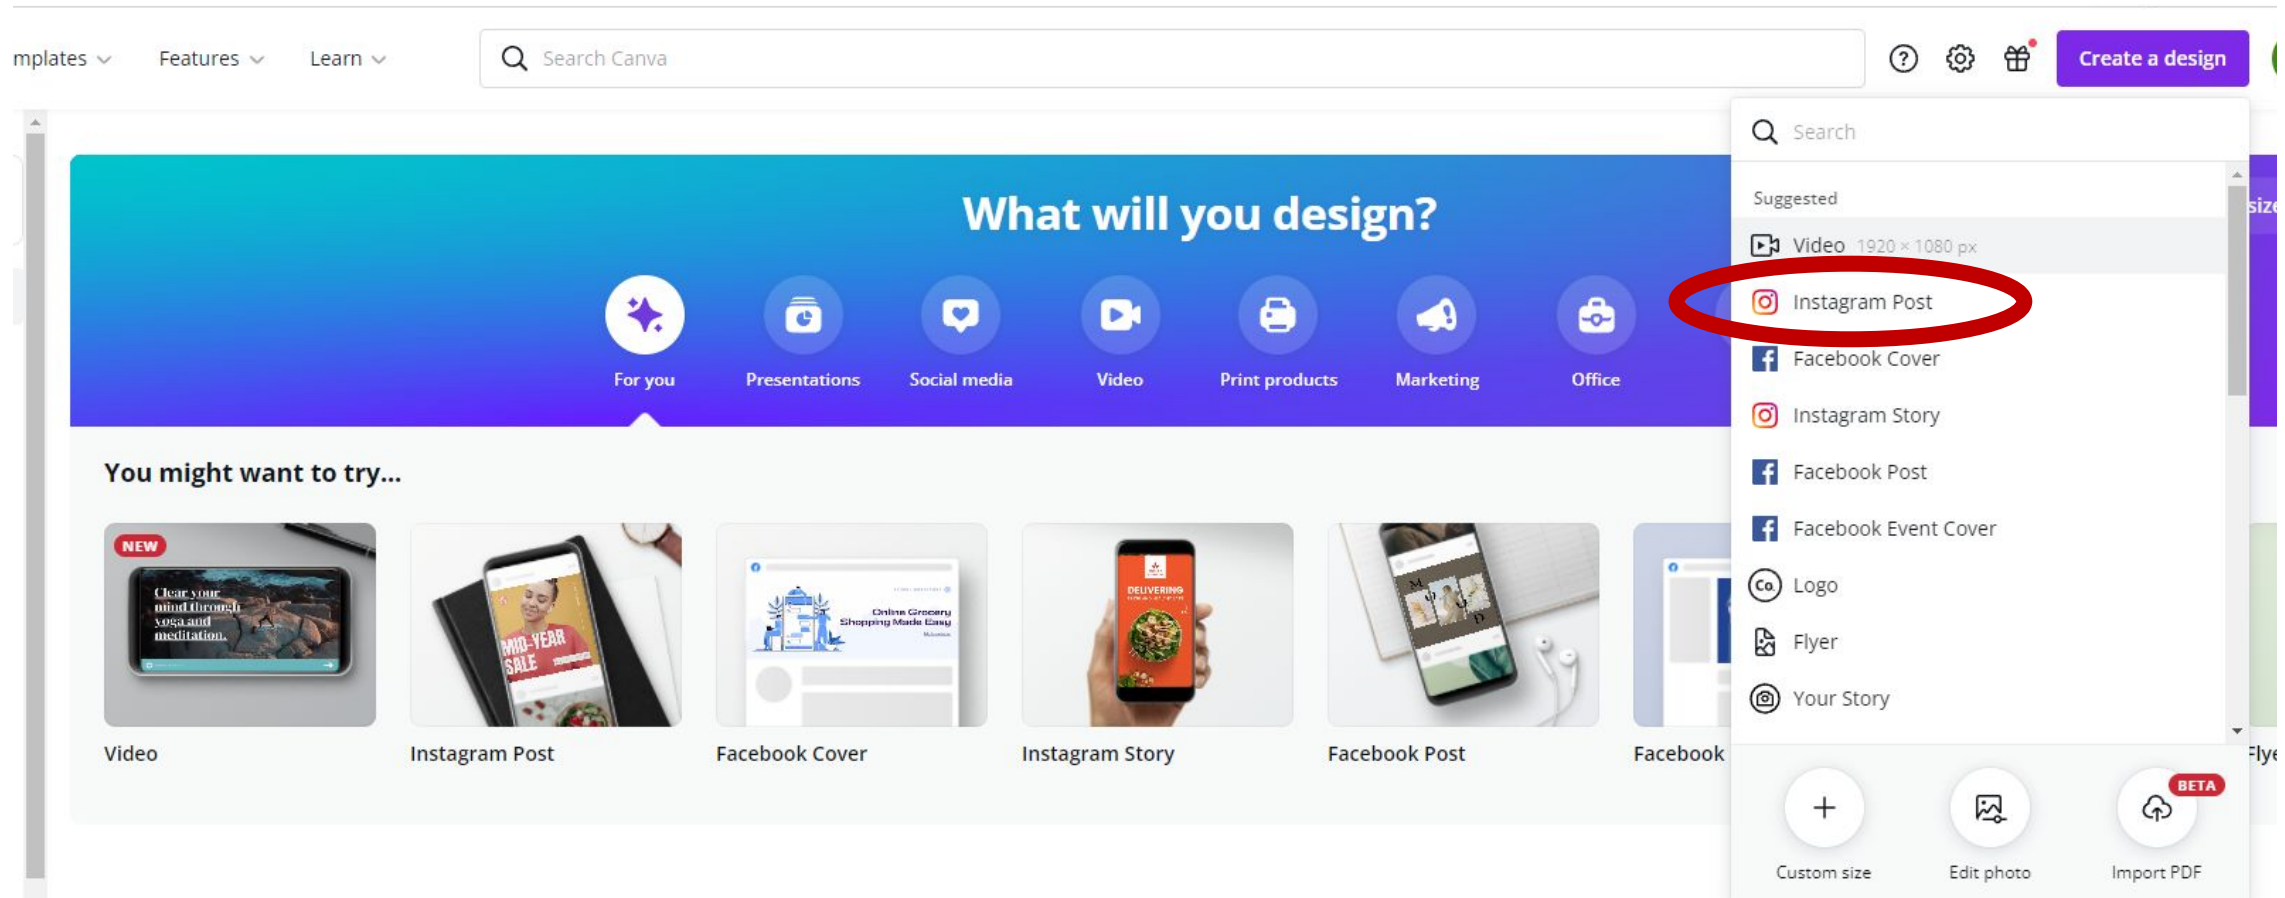 mplates Features Learn Search Canva Create a design
Search
Suggested
Video 1920 × 1080 px
Instagram Post
Facebook Cover
Instagram Story
Facebook Post
Facebook Event Cover
Logo
Flyer
Your Story
Custom size Edit photo BETA Import PDF
What will you design?
size
For you Presentations Social media Video Print products Marketing Office
You might want to try...
NEW
Clear your
mind through
yoga and
meditation.
MID-YEAR
SALE
Online Grocery
Shopping Made Easy
DELIVERING
MOOD
Video Instagram Post Facebook Cover Instagram Story Facebook Post Facebook Flye
Co.